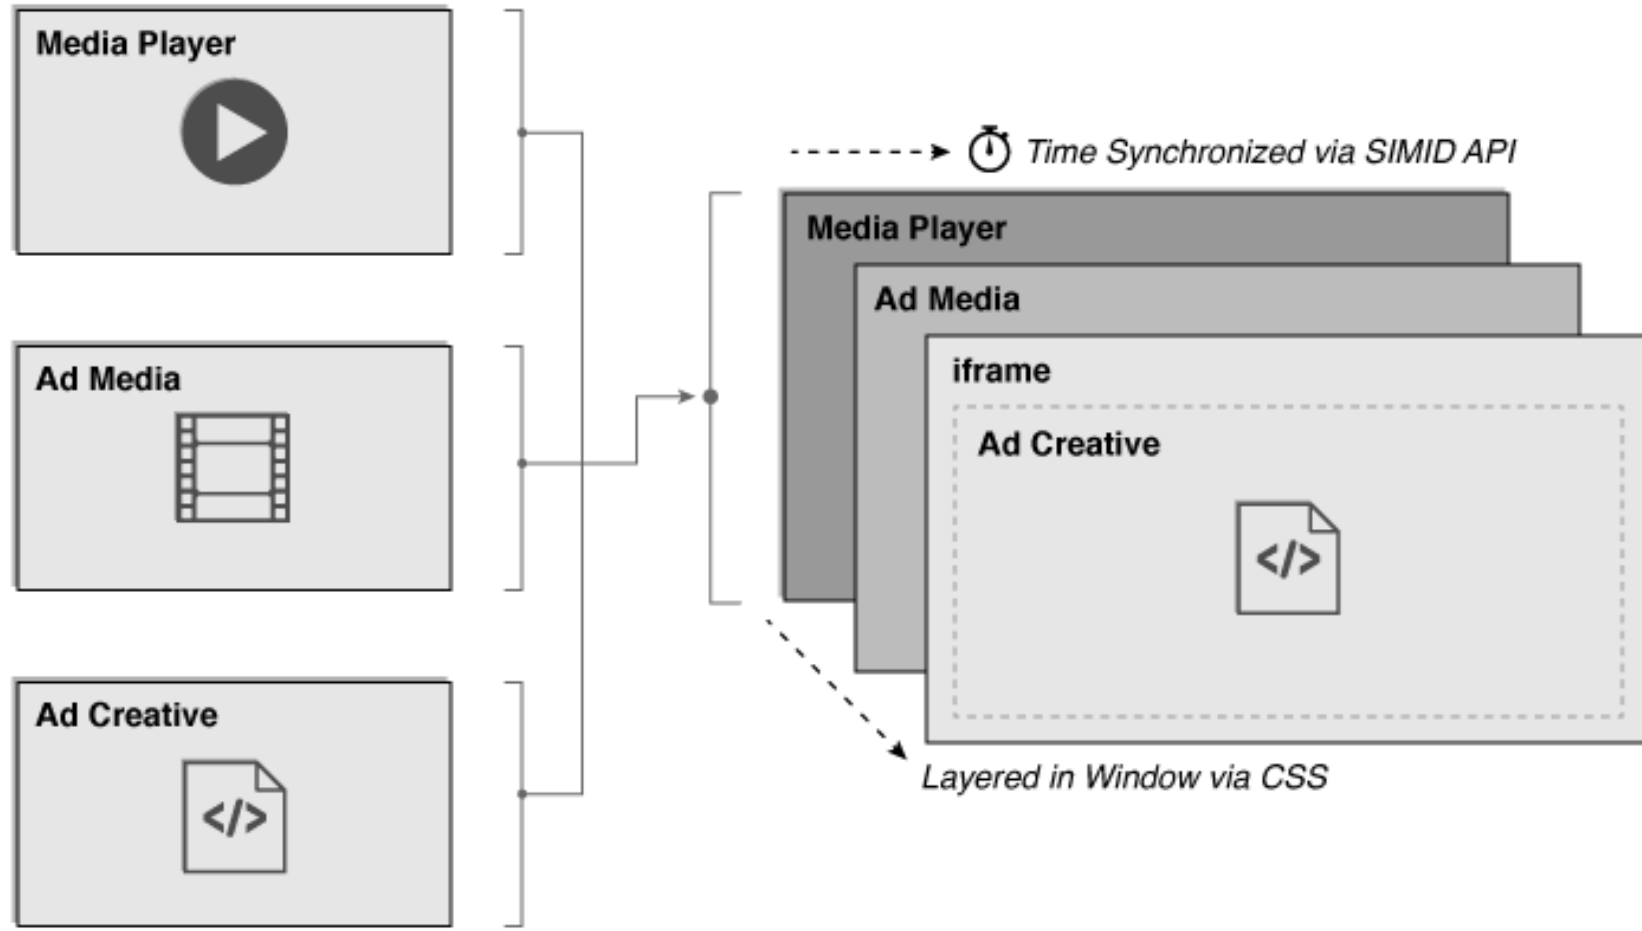 Media Player
Ad Media
Ad Creative
</>
Time Synchronized via SIMID API
Media Player
Ad Media
iframe
Ad Creative
</>
Layered in Window via CSS